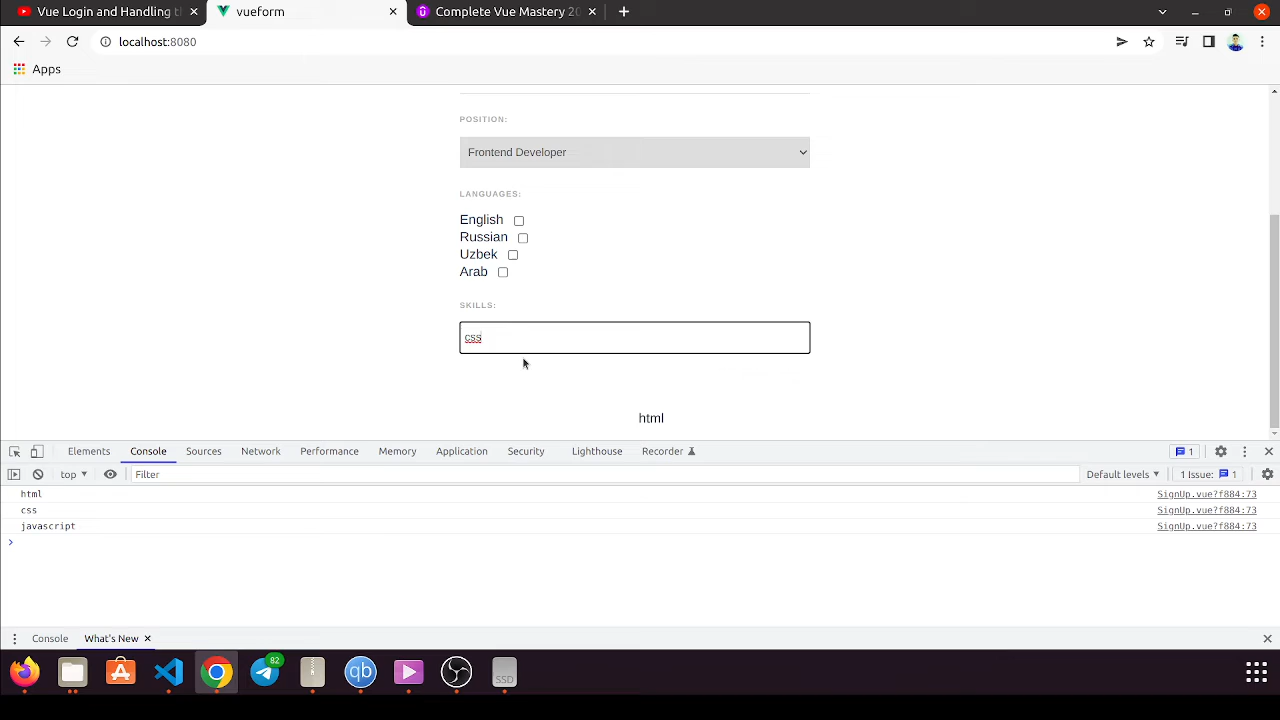 Vue Login and Handling t
vueform
Complete Vue Mastery 20
localhost:8080
Apps
POSITION:
Frontend Developer
LANGUAGES:
English
Russian
Uzbek
Arab
SKILLS:
css
html
Elements Console Sources Network Performance Memory Application Security Lighthouse Recorder 1
top Filter Default levels 1 Issue: 1
html SignUp.vue?f884:73
css SignUp.vue?f884:73
javascript SignUp.vue?f884:73
Console What's New
82
SSD